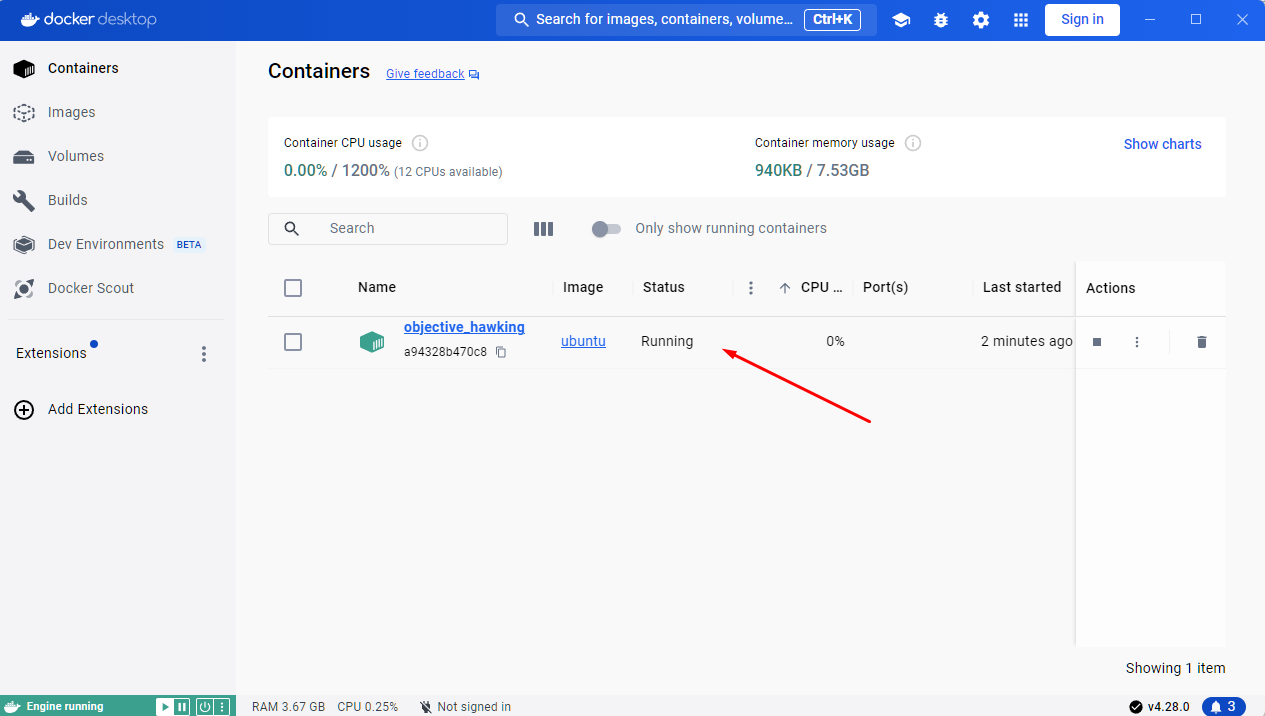 docker desktop
Search for images, containers, volume... Ctrl+K
Sign in
Containers
Images
Volumes
Builds
Dev Environments BETA
Docker Scout
Extensions
Add Extensions
Containers Give feedback
Container CPU usage
0.00% / 1200% (12 CPUs available)
Container memory usage
940KB / 7.53GB
Show charts
Search
Only show running containers
Name Image Status CPU ... Port(s) Last started Actions
objective_hawking
a94328b470c8
ubuntu Running 0% 2 minutes ago
Showing 1 item
Engine running
RAM 3.67 GB CPU 0.25% Not signed in
v4.28.0 3